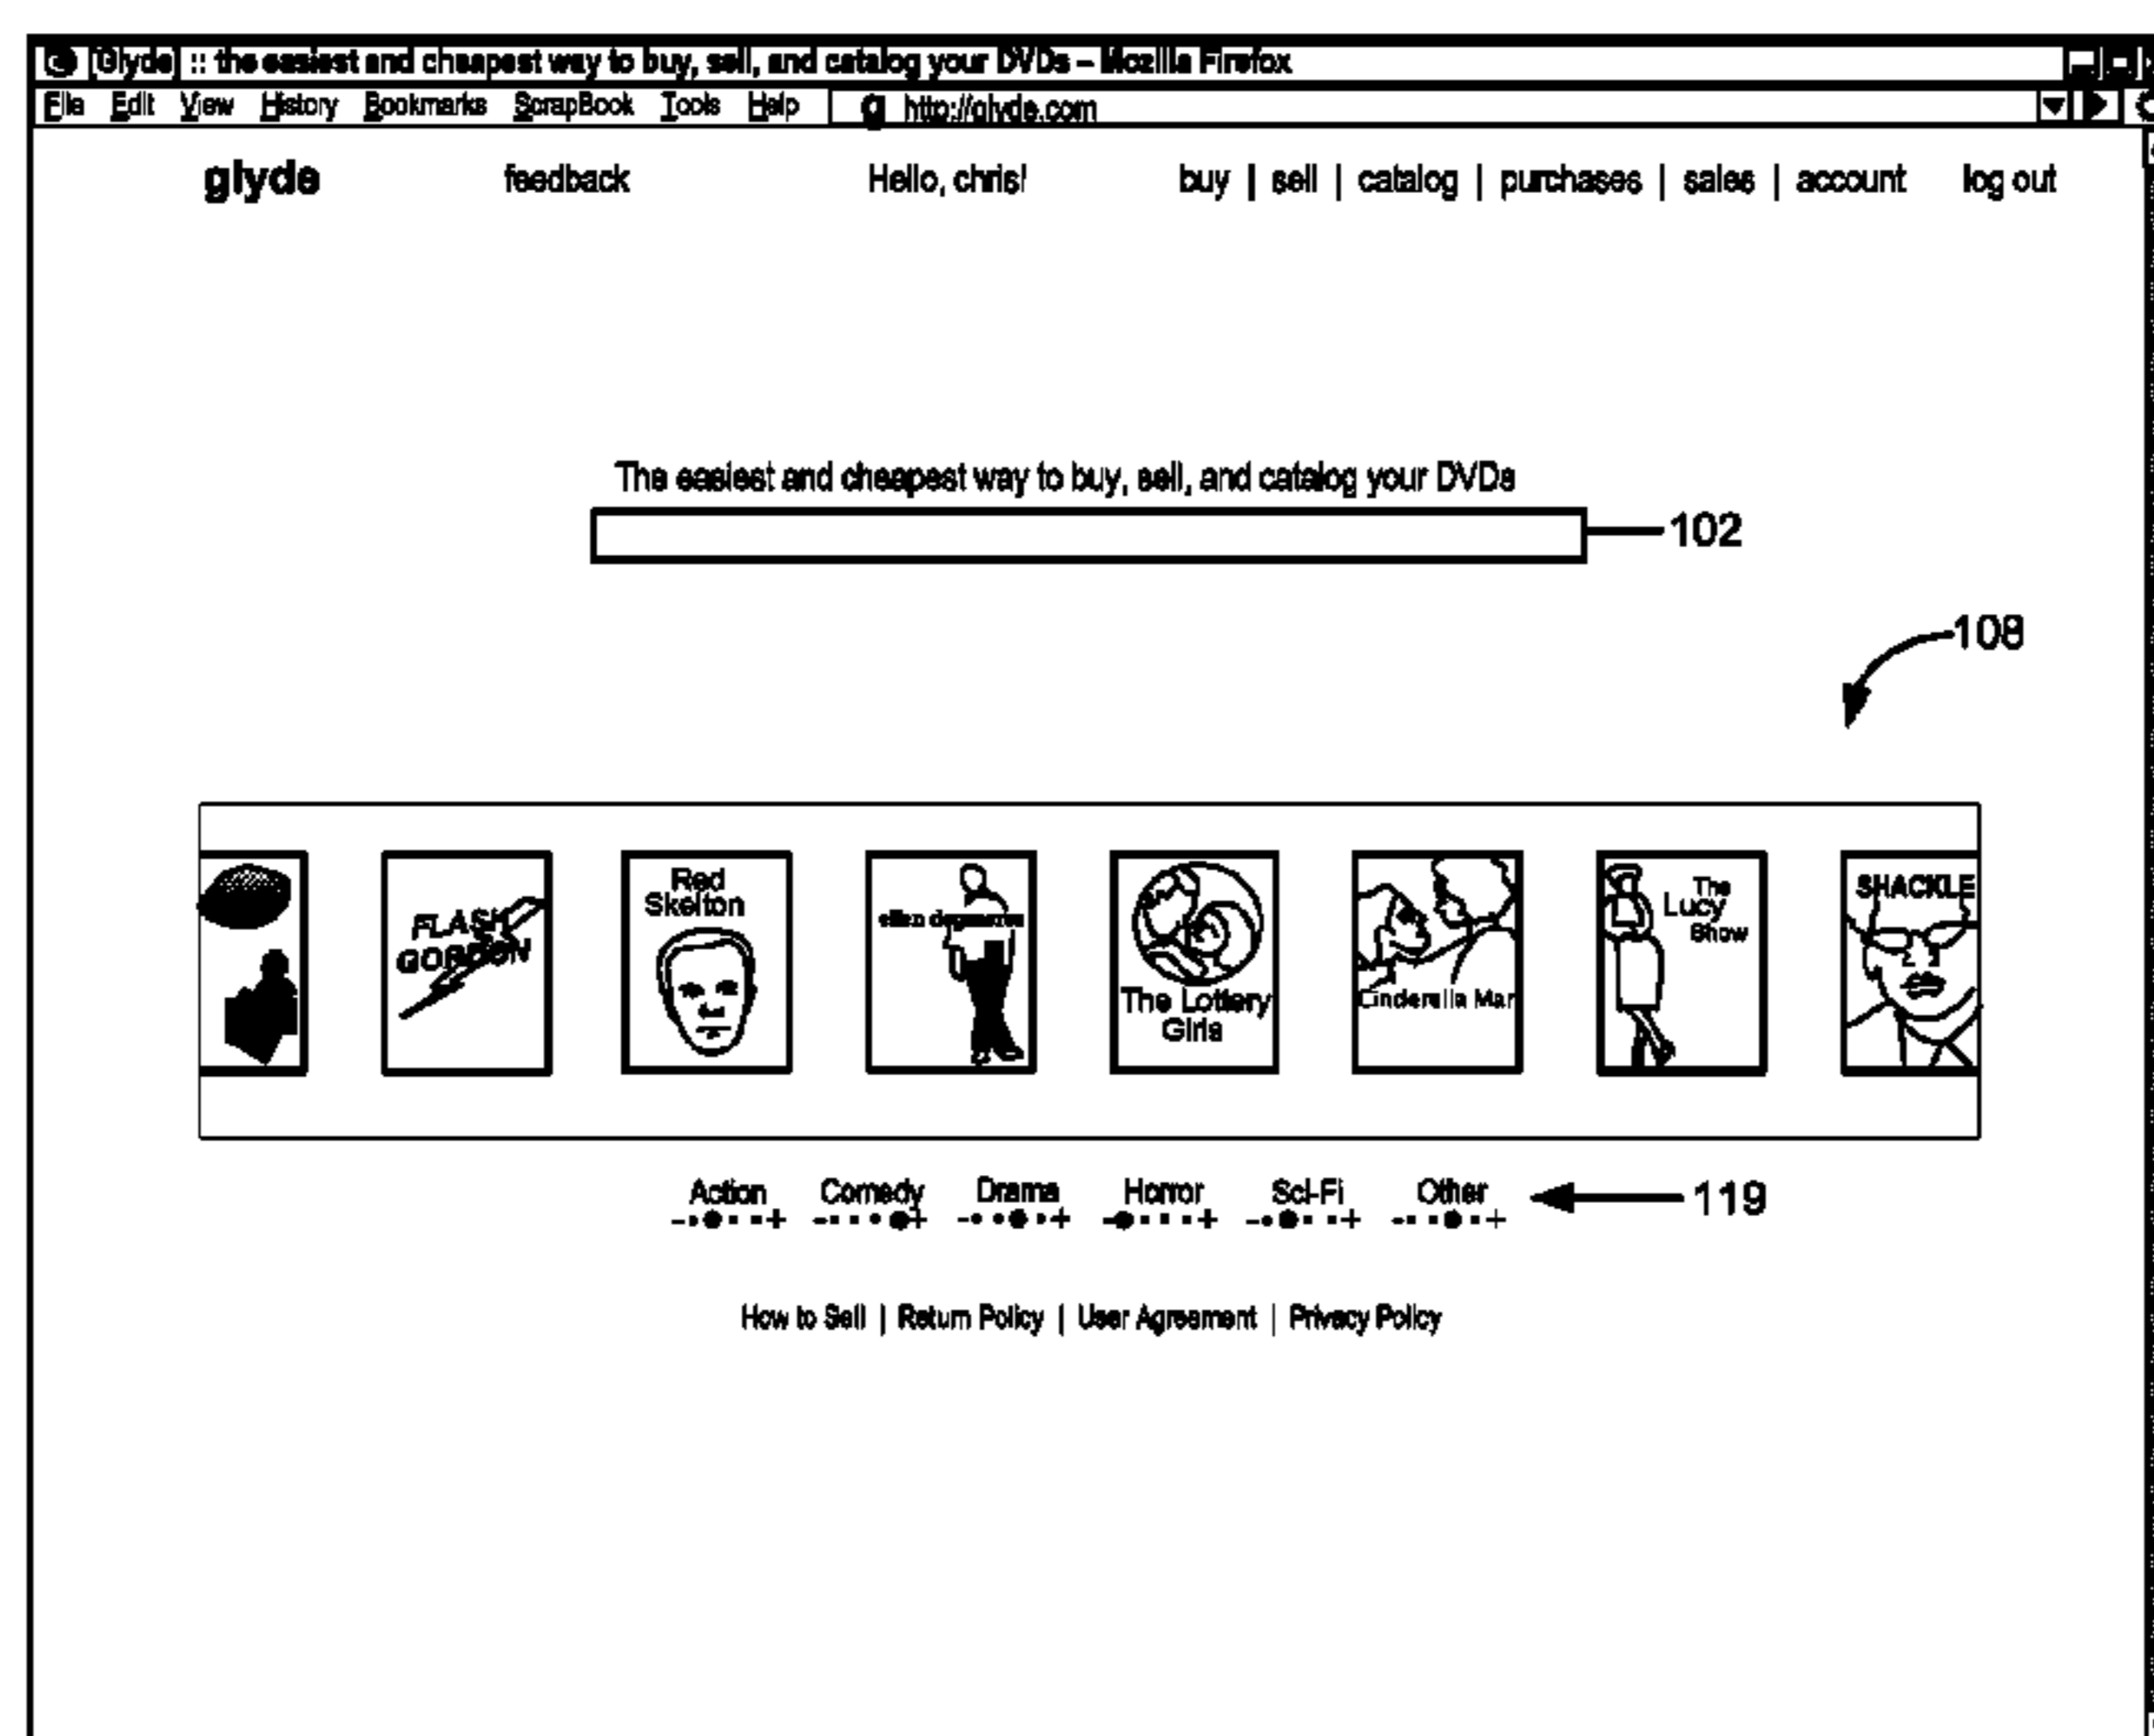 Glyde :: the easiest and cheapest way to buy, sell, and catalog your DVDs – Mozilla Firefox
File Edit View History Bookmarks ScrapBook Tools Help http://glyde.com
glyde feedback Hello, chris! buy | sell | catalog | purchases | sales | account log out
The easiest and cheapest way to buy, sell, and catalog your DVDs
102
108
FLASH
GORDON
Red
Skelton
ellen degeneres
The Lottery
Girls
Cinderella Man
The
Lucy
Show
SHACKLE
Action Comedy Drama Horror Sci-Fi Other
119
How to Sell | Return Policy | User Agreement | Privacy Policy